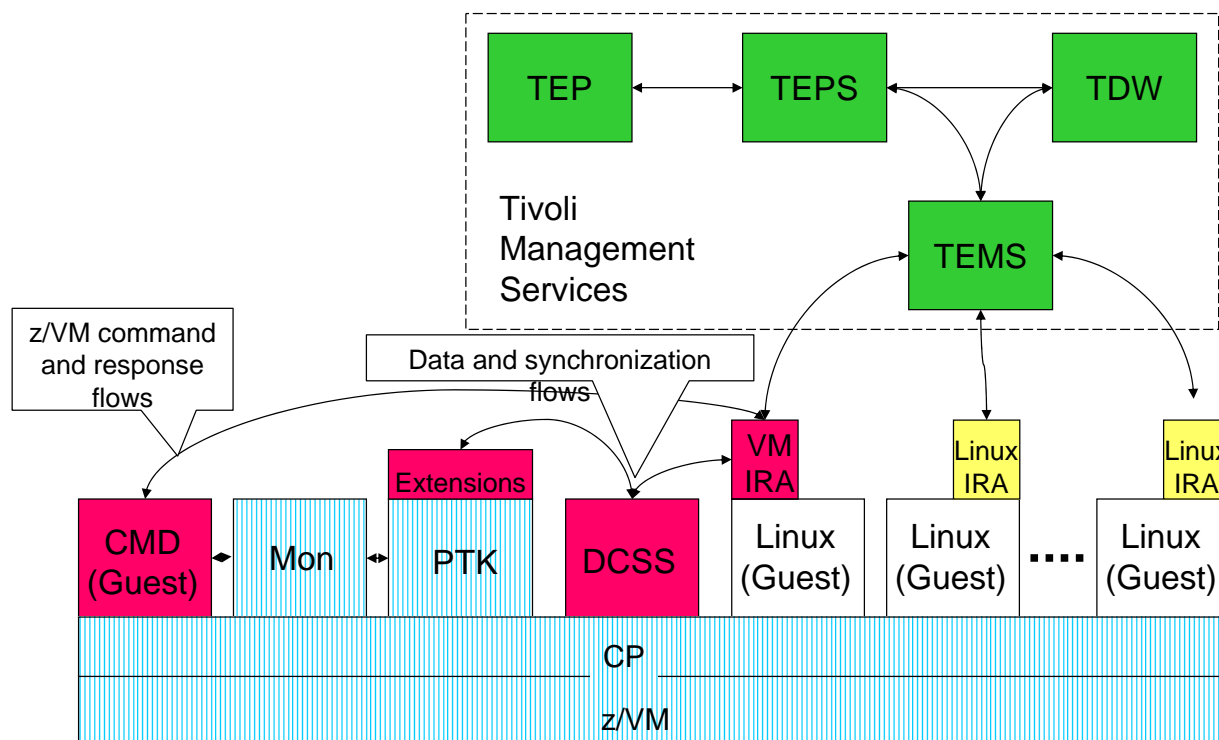 TEP
TEPS
TDW
Tivoli
Management
Services
TEMS
z/VM command
and response
flows
Data and synchronization
flows
VM
IRA
Linux
IRA
Linux
IRA
Extensions
CMD
(Guest)
Mon
PTK
DCSS
Linux
(Guest)
Linux
(Guest)
....
Linux
(Guest)
CP
z/VM